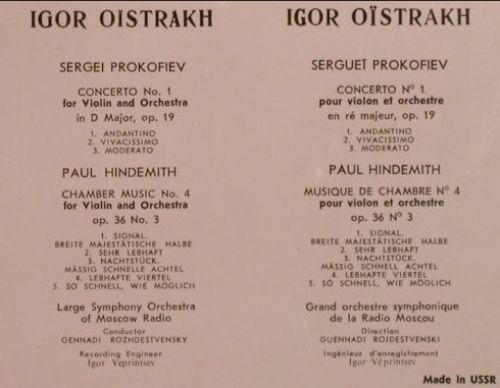 IGOR OISTRAKH
SERGEI PROKOFIEV
CONCERTO No. 1
for Violin and Orchestra
in D Major, op. 19
1. ANDANTINO
2. VIVACISSIMO
3. MODERATO
PAUL HINDEMITH
CHAMBER MUSIC No. 4
for Violin and Orchestra
op. 36 No. 3
1. SIGNAL.
BREITE MAJESTÄTISCHE HALBE
2. SEHR LEBHAFT
3. NACHTSTÜCK.
MÄSSIG SCHNELLE ACHTEL
4. LEBHAFTE VIERTEL
5. SO SCHNELL, WIE MÖGLICH
Large Symphony Orchestra
of Moscow Radio
Conductor
GENNADI ROZHDESTVENSKY
Recording Engineer
Igor Veprintsev
IGOR OÏSTRAKH
SERGUEÏ PROKOFIEV
CONCERTO Nº 1
pour violon et orchestre
en ré majeur, op. 19
1. ANDANTINO
2. VIVACISSIMO
3. MODERATO
PAUL HINDEMITH
MUSIQUE DE CHAMBRE Nº 4
pour violon et orchestre
op. 36 Nº 3
1. SIGNAL.
BREITE MAJESTÄTISCHE HALBE
2. SEHR LEBHAFT
3. NACHTSTÜCK.
MÄSSIG SCHNELLE ACHTEL
4. LEBHAFTE VIERTEL
5. SO SCHNELL, WIE MÖGLICH
Grand orchestre symphonique
de la Radio Moscou
Direction
GUENNADI ROJDESTVENSKI
Ingénieur d'enregistrement
Igor Véprintsev
Made in USSR